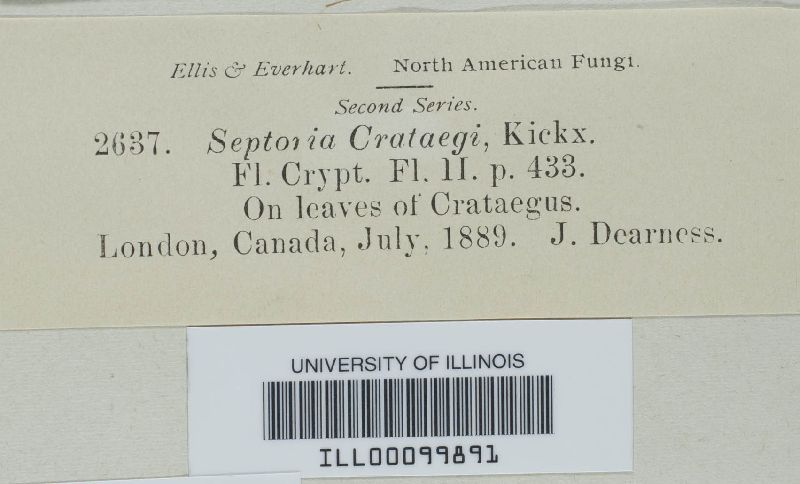 Ellis & Everhart. North American Fungi.
Second Series.
2637. Septoria Crataegi, Kickx.
Fl. Crypt. Fl. II. p. 433.
On leaves of Crataegus.
London, Canada, July, 1889. J. Dearness.
UNIVERSITY OF ILLINOIS
ILL00099891